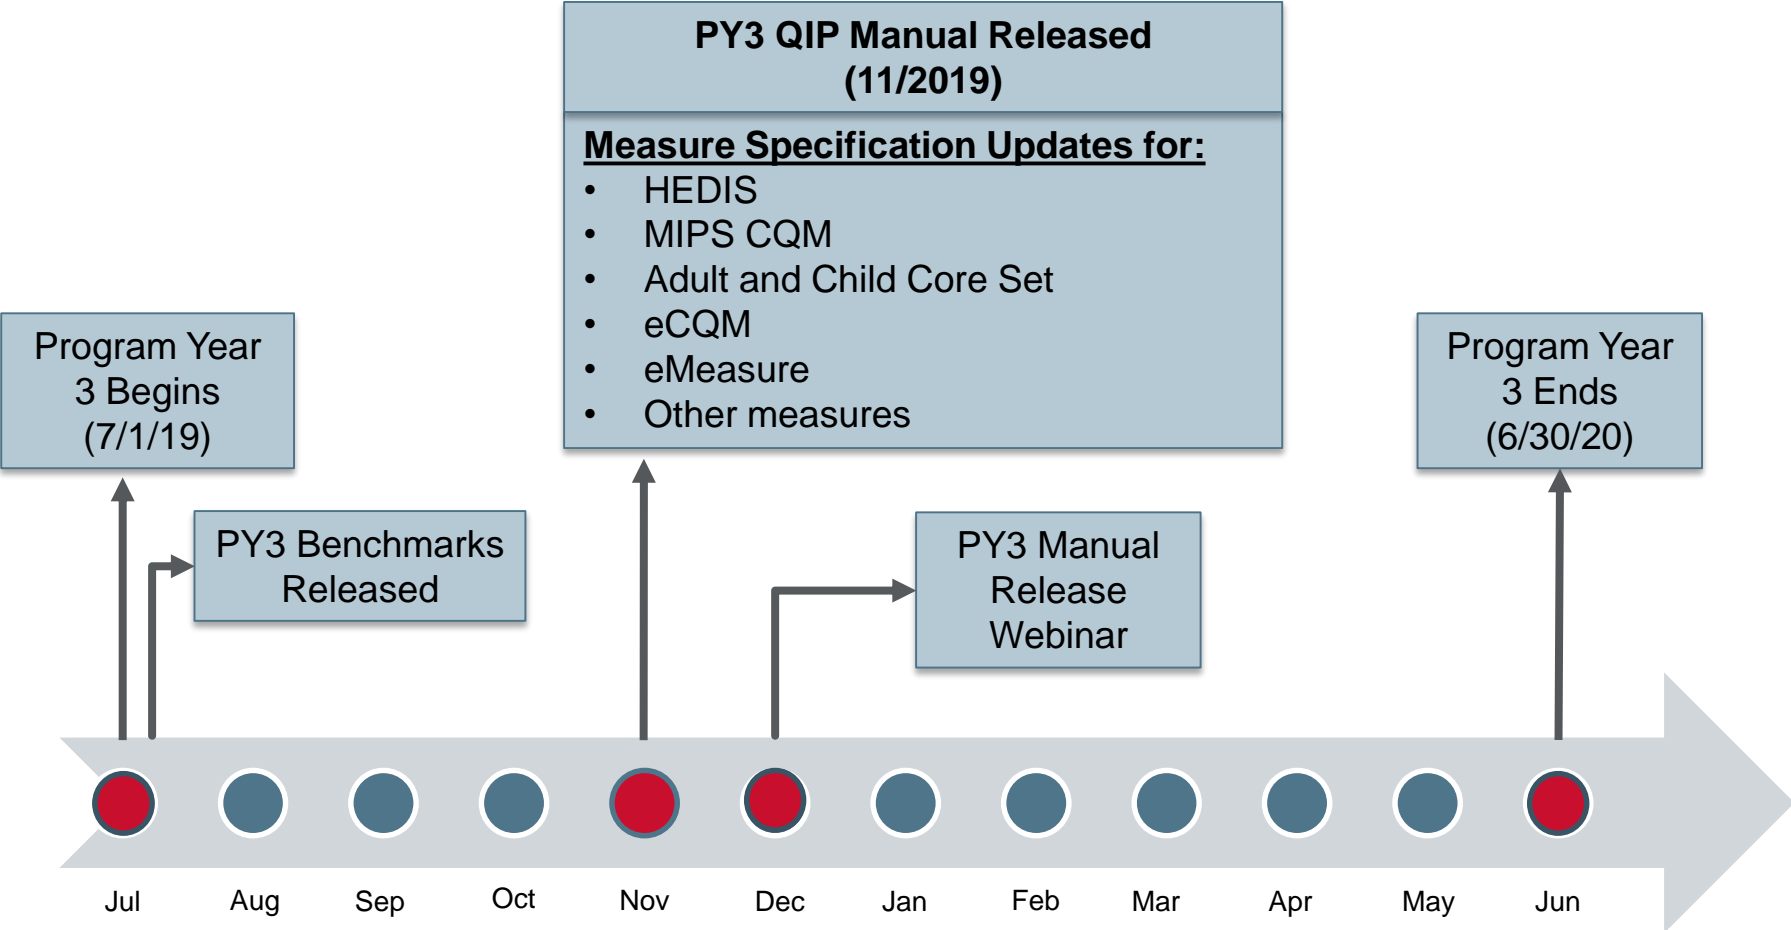 PY3 QIP Manual Released
(11/2019)
Measure Specification Updates for:
• HEDIS
• MIPS CQM
• Adult and Child Core Set
• eCQM
• eMeasure
• Other measures
Program Year
3 Begins
(7/1/19)
Program Year
3 Ends
(6/30/20)
PY3 Benchmarks
Released
PY3 Manual
Release
Webinar
Jul Aug Sep Oct Nov Dec Jan Feb Mar Apr May Jun